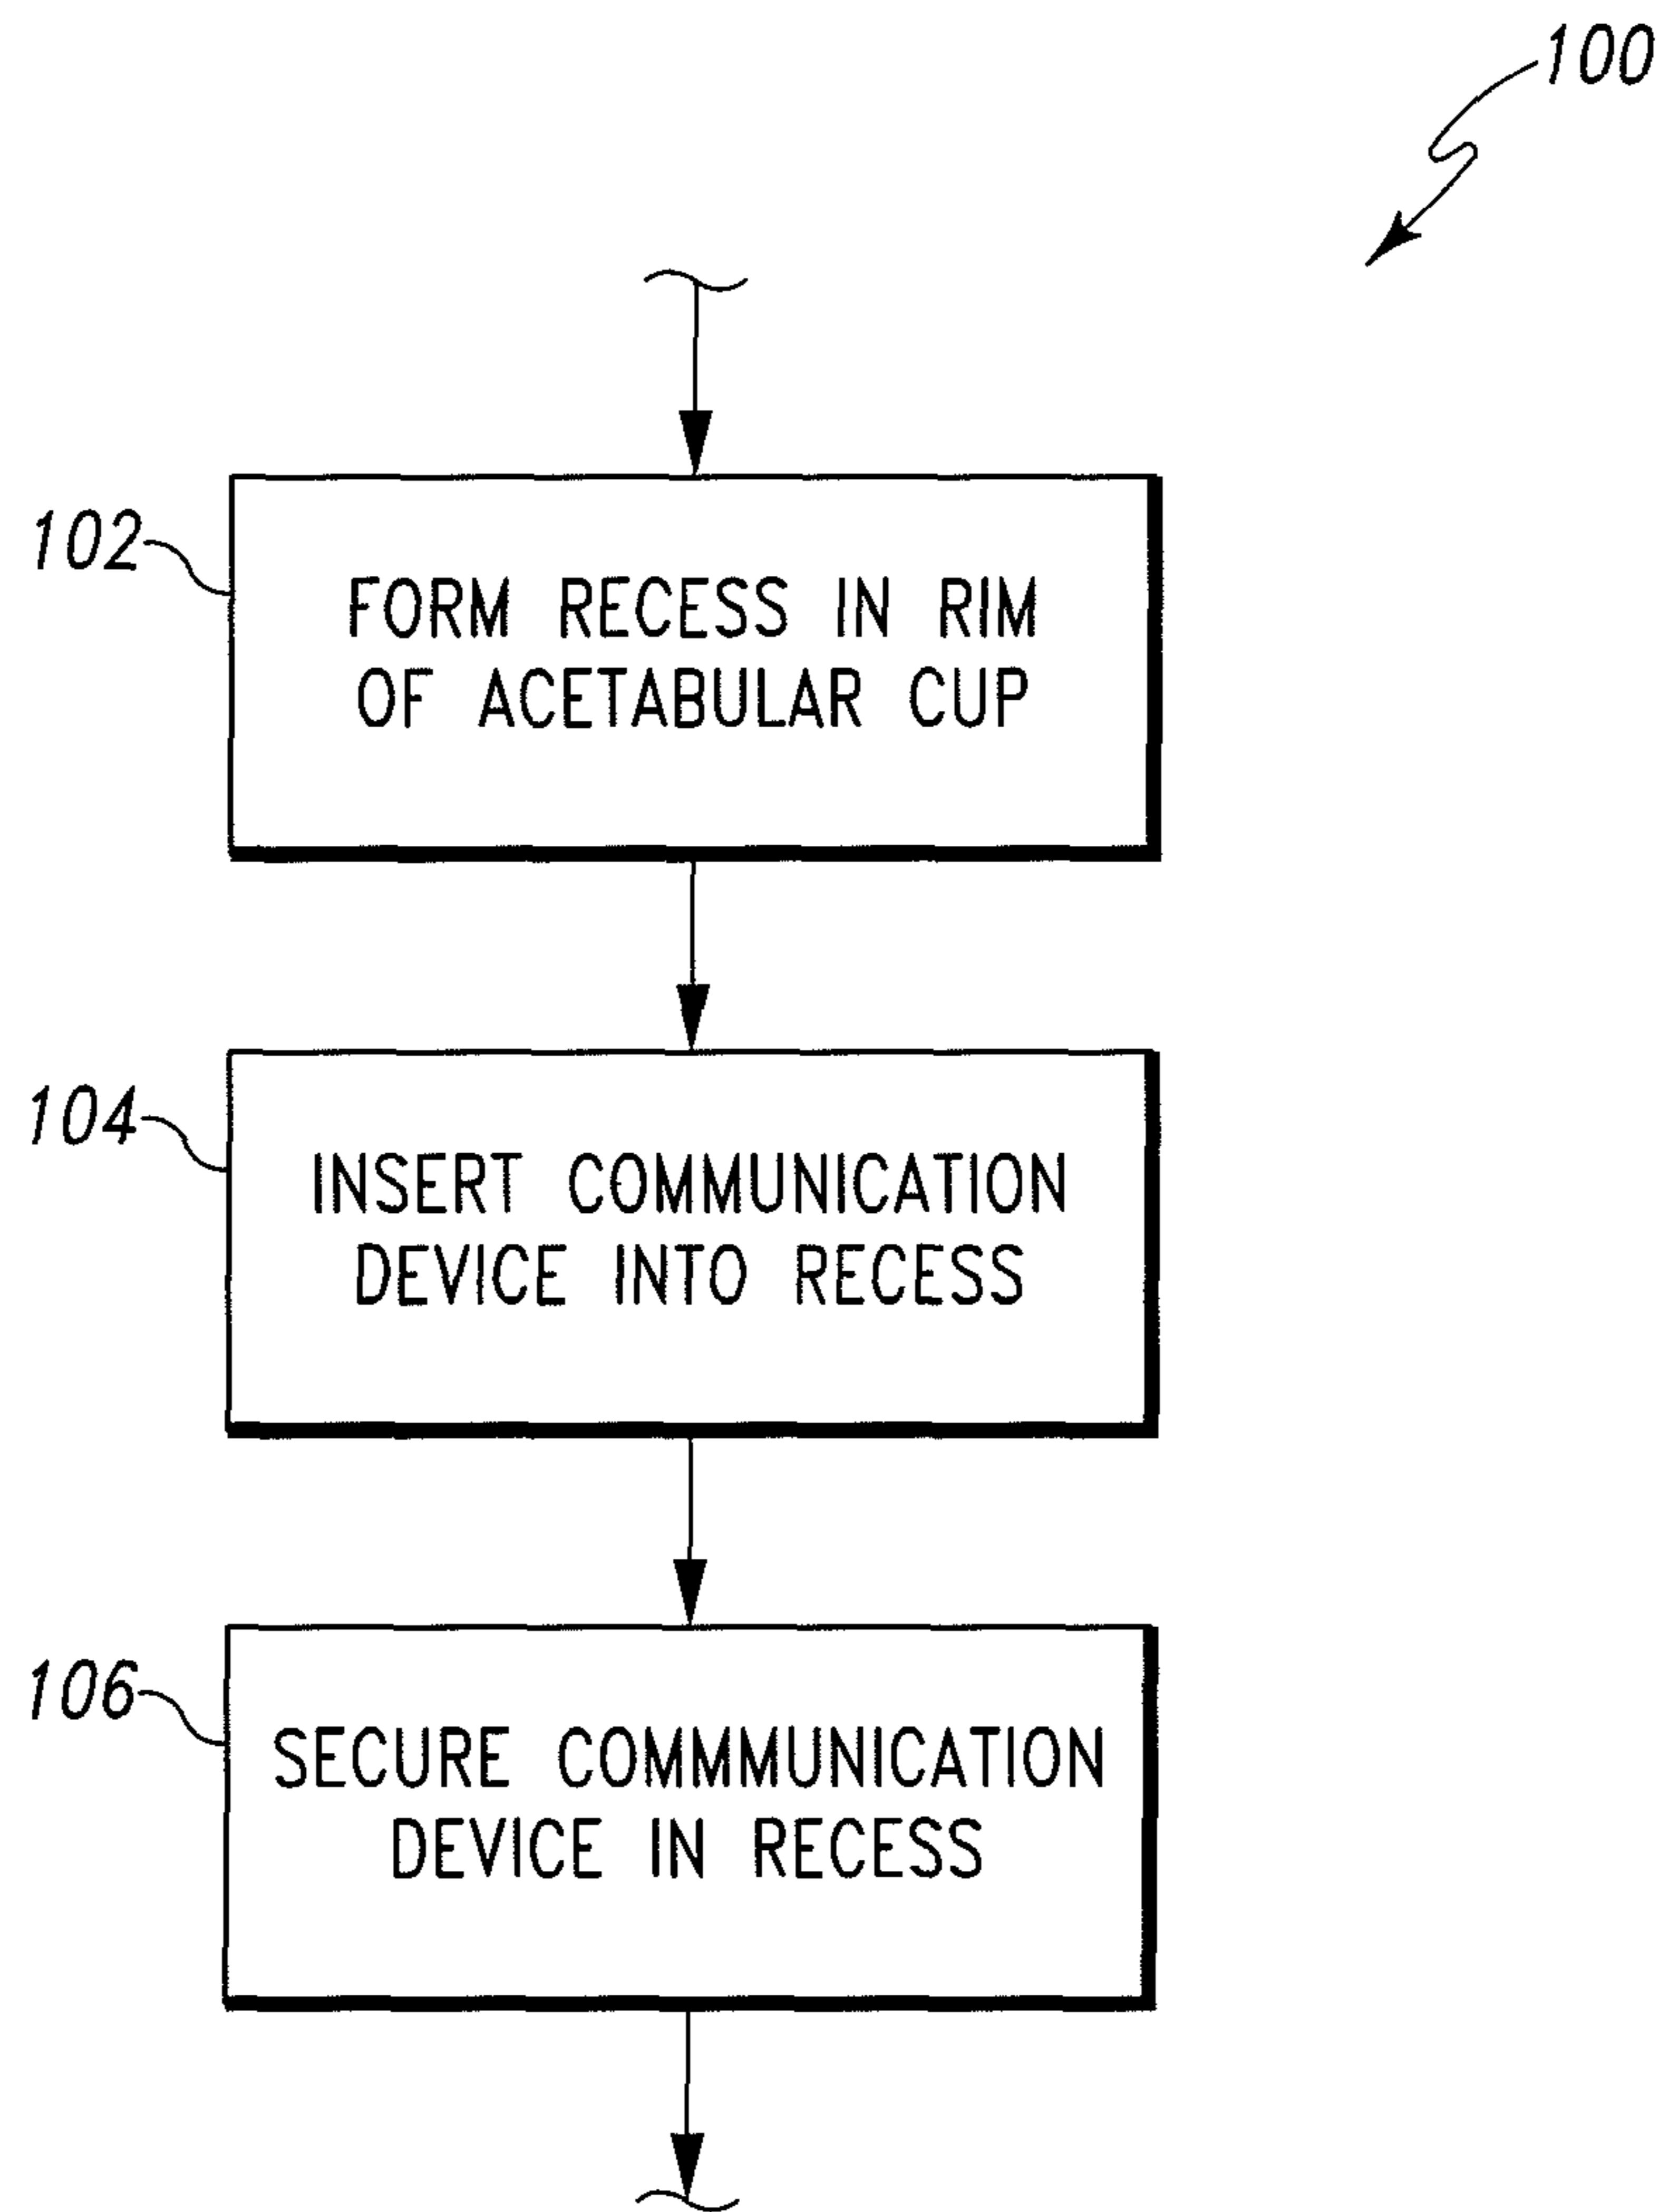 100
102
FORM RECESS IN RIM
OF ACETABULAR CUP
104
INSERT COMMUNICATION
DEVICE INTO RECESS
106
SECURE COMMMUNICATION
DEVICE IN RECESS